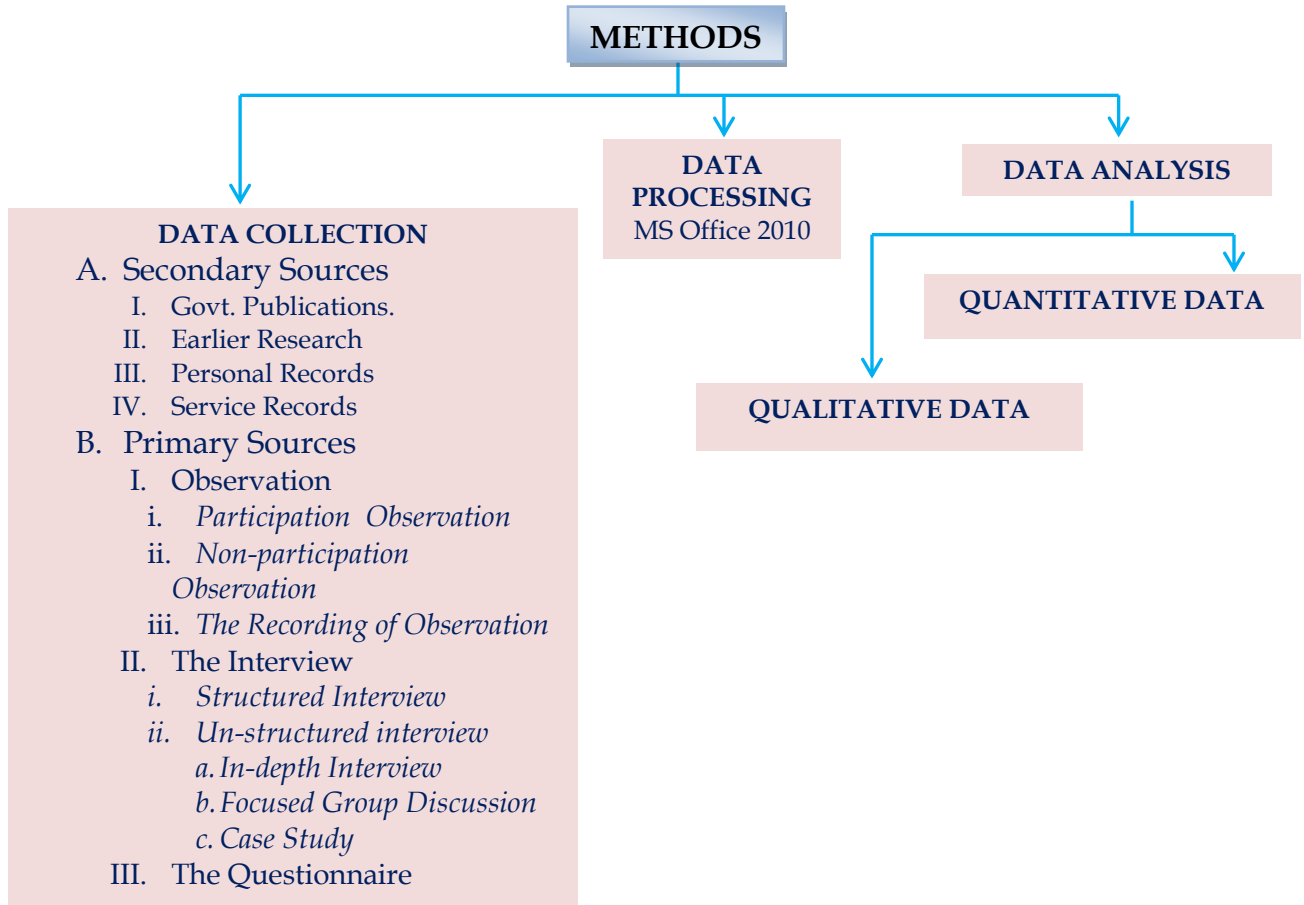 METHODS
DATA COLLECTION
A. Secondary Sources
I. Govt. Publications.
II. Earlier Research
III. Personal Records
IV. Service Records
B. Primary Sources
I. Observation
i. Participation Observation
ii. Non-participation
Observation
iii. The Recording of Observation
II. The Interview
i. Structured Interview
ii. Un-structured interview
a. In-depth Interview
b. Focused Group Discussion
c. Case Study
III. The Questionnaire
DATA
PROCESSING
MS Office 2010
DATA ANALYSIS
QUANTITATIVE DATA
QUALITATIVE DATA